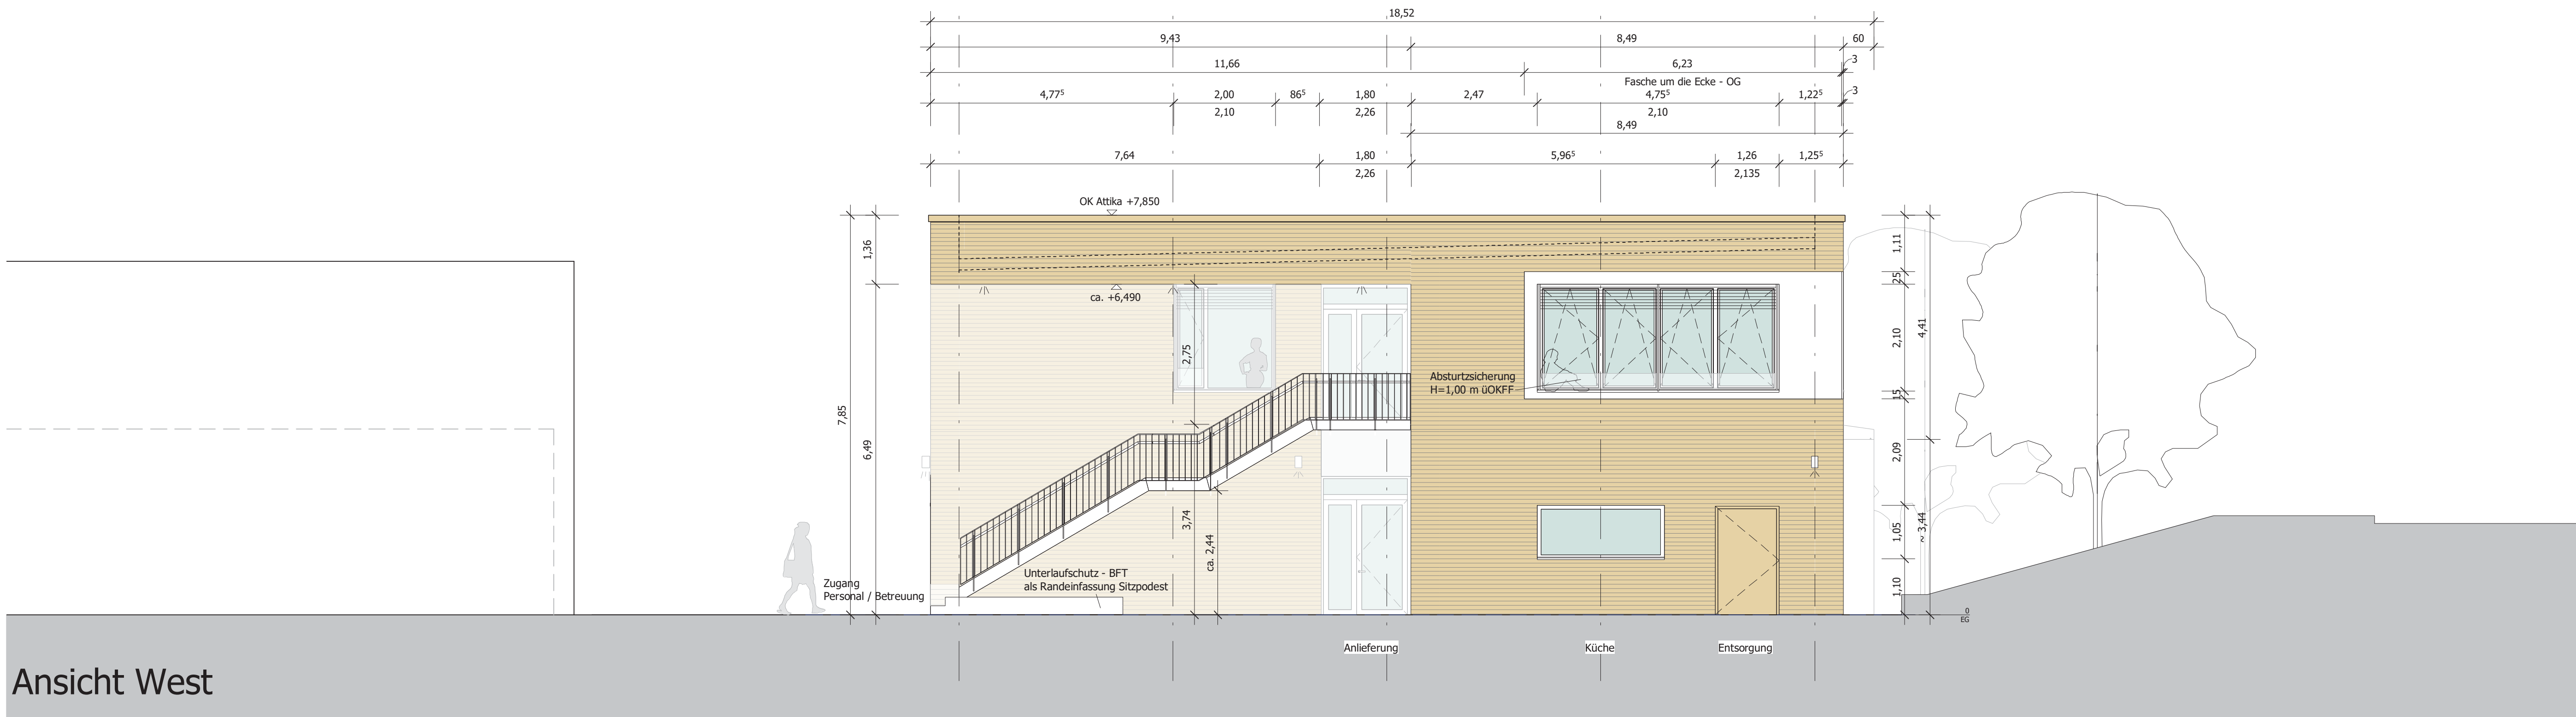 18,52
9,43 8,49 60
11,66 6,23 3
Fasche um die Ecke - OG
4,77⁵ 2,00 86⁵ 1,80 2,47 4,75⁵ 1,22⁵ 3
2,10 2,26 2,10
8,49
7,64 1,80 5,96⁵ 1,26 1,25⁵
2,26 2,135
OK Attika +7,850
1,36
1,11
ca. +6,490
25
2,75
2,10
4,41
Absturtzsicherung
H=1,00 m üOKFF
15
7,85
6,49
2,09
3,74
ca. 2,44
1,05
~ 3,44
Unterlaufschutz - BFT
als Randeinfassung Sitzpodest
Zugang
Personal / Betreuung
1,10
0
EG
Anlieferung Küche Entsorgung
Ansicht West